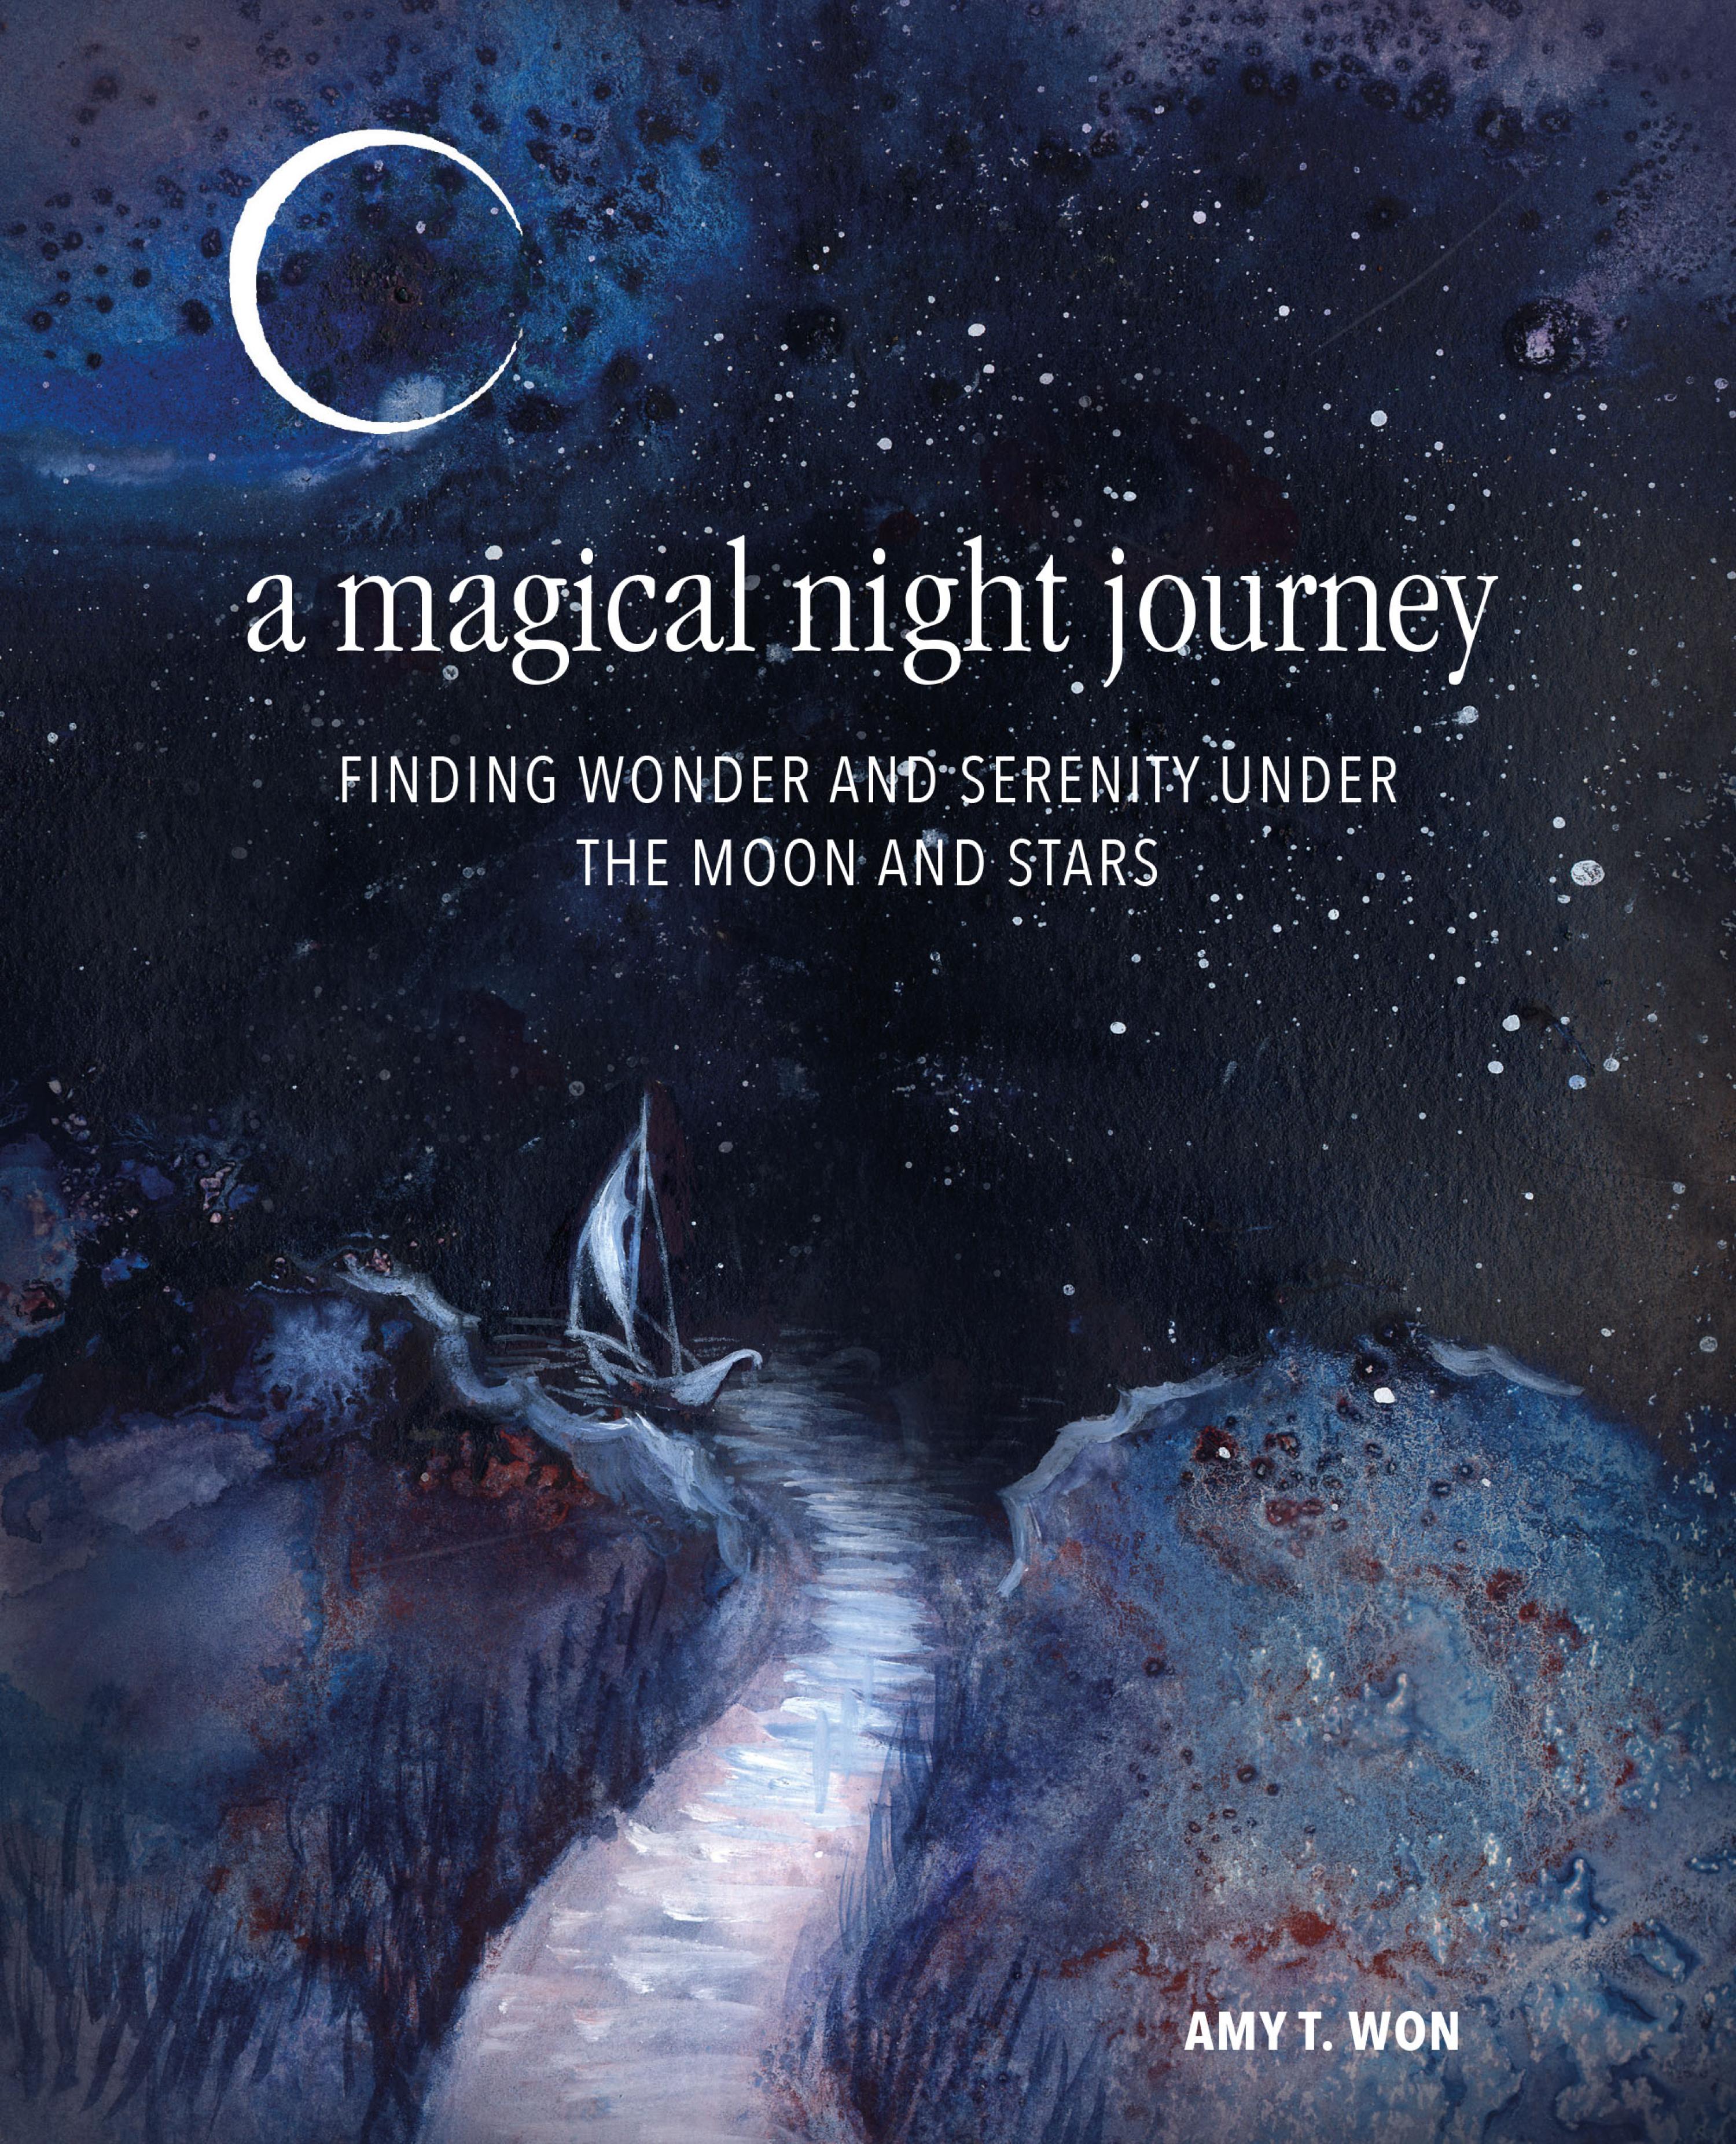 a magical night journey
FINDING WONDER AND SERENITY UNDER
THE MOON AND STARS
AMY T. WON